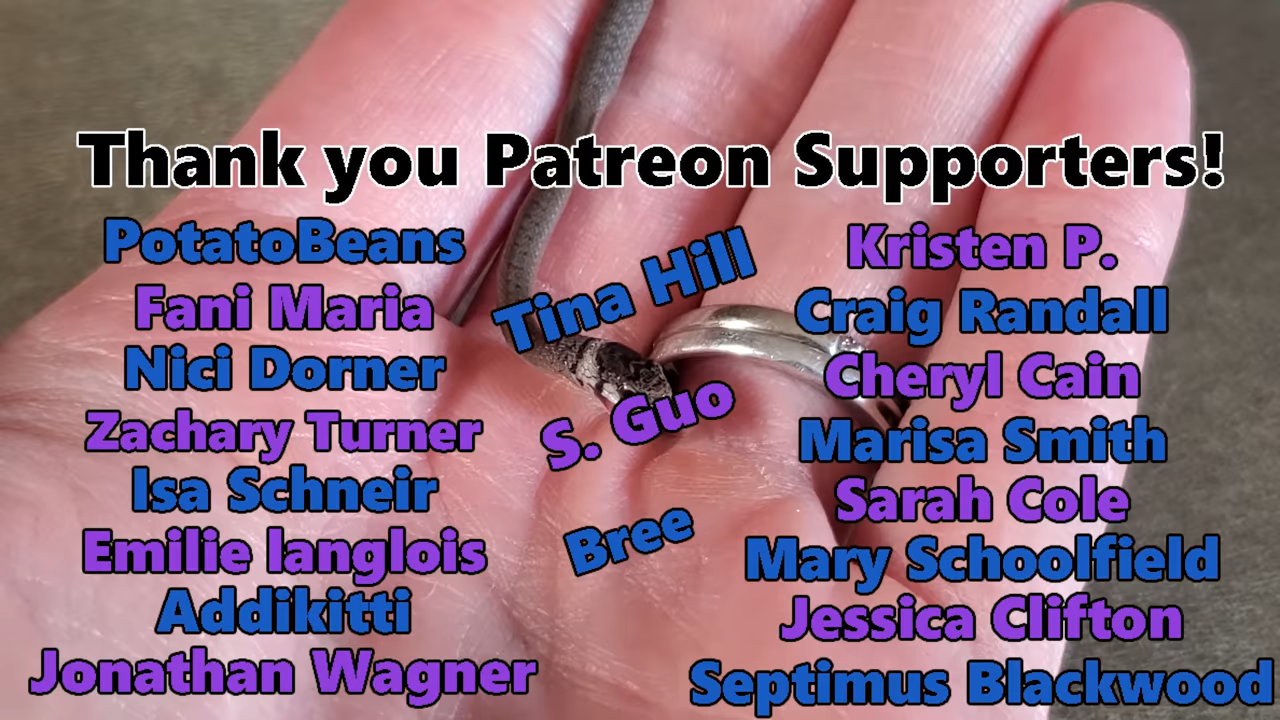 Thank you Patreon Supporters!
PotatoBeans
Fani Maria
Nici Dorner
Zachary Turner
Isa Schneir
Emilie langlois
Addikitti
Jonathan Wagner
Tina Hill
S. Guo
Bree
Kristen P.
Craig Randall
Cheryl Cain
Marisa Smith
Sarah Cole
Mary Schoolfield
Jessica Clifton
Septimus Blackwood